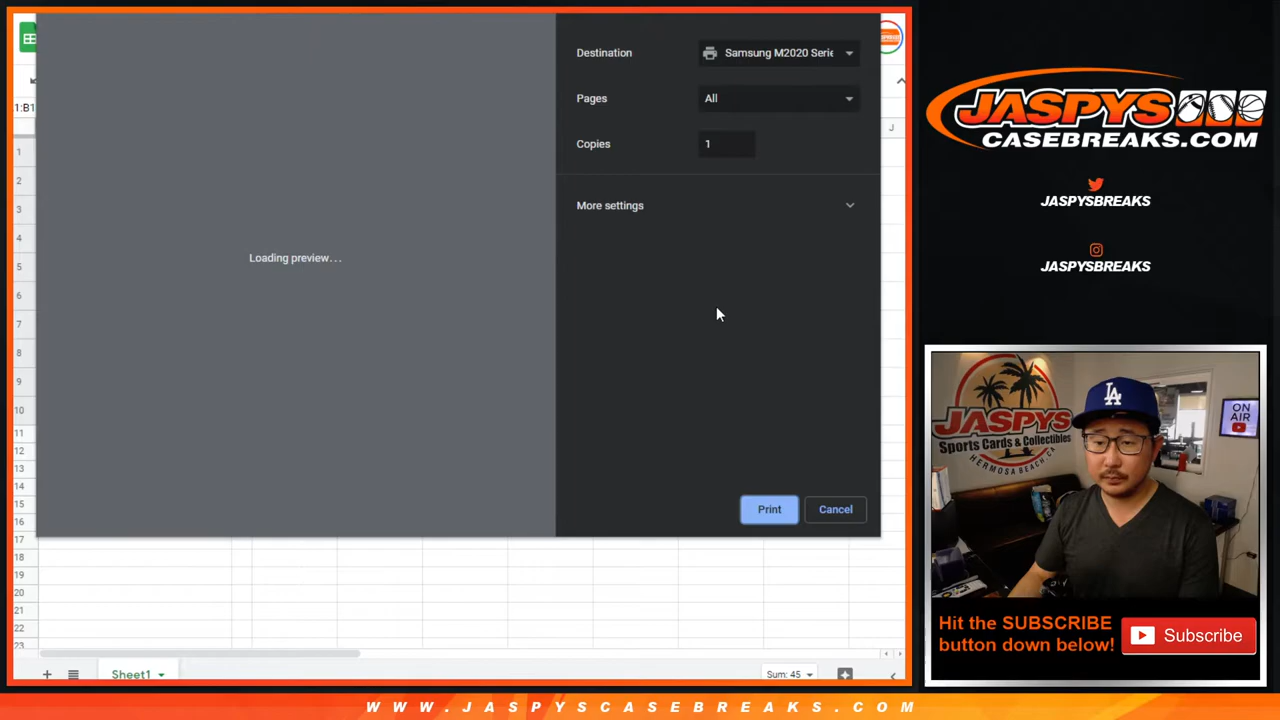 Destination
Samsung M2020 Serie
Pages
All
Copies
1
More settings
Loading preview...
Print
Cancel
1:B1
J
1
2
3
4
5
6
7
8
9
10
11
12
13
14
15
16
17
18
19
20
21
22
23
Sheet1
Sum: 45
JASPYS
CASEBREAKS.COM
JASPYSBREAKS
JASPYSBREAKS
JASPYS
Sports Cards & Collectibles
HERMOSA BEACH, CA
LA
ON
AIR
Hit the SUBSCRIBE
button down below!
Subscribe
WWW.JASPYSCASEBREAKS.COM